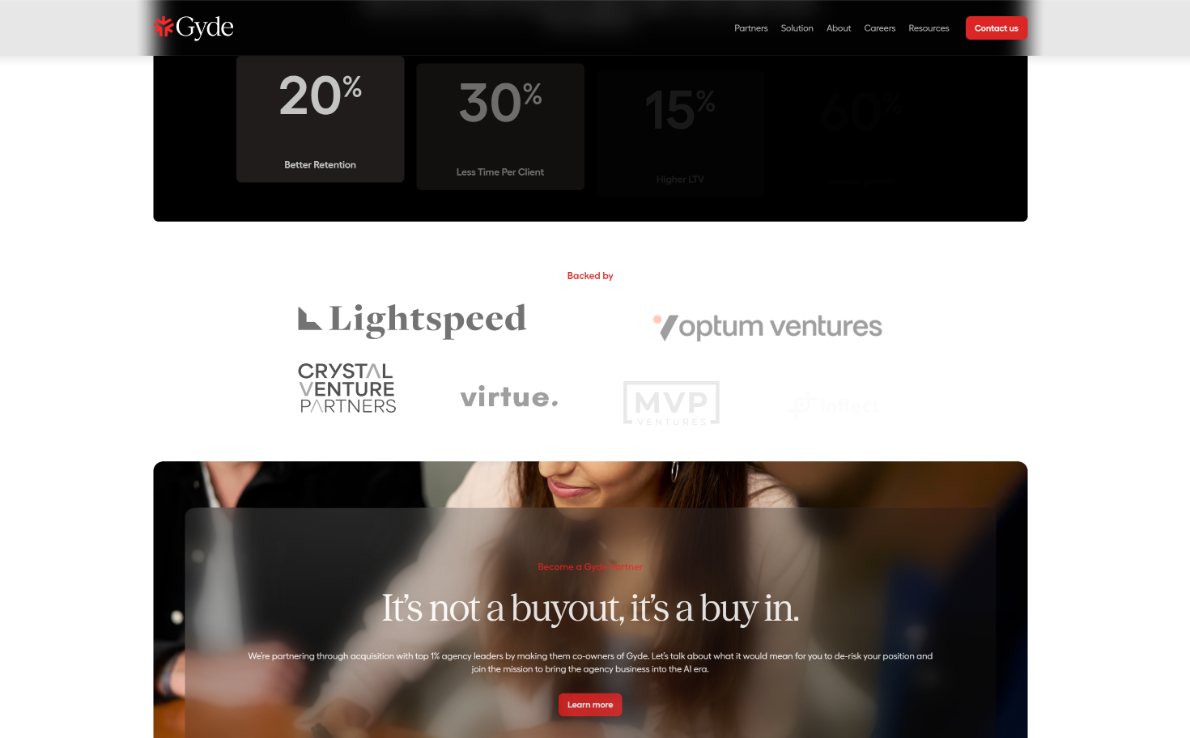 Gyde
Partners
Solution
About
Careers
Resources
Contact us
20%
Better Retention
30%
Less Time Per Client
15%
Higher LTV
60%
Backed by
Lightspeed
optum ventures
CRYSTAL
VENTURE
PARTNERS
virtue.
MVP
VENTURES
inflect
Become a Gyde Partner
It's not a buyout, it's a buy in.
We're partnering through acquisition with top 1% agency leaders by making them co-owners of Gyde. Let's talk about what it would mean for you to de-risk your position and
join the mission to bring the agency business into the AI era.
Learn more